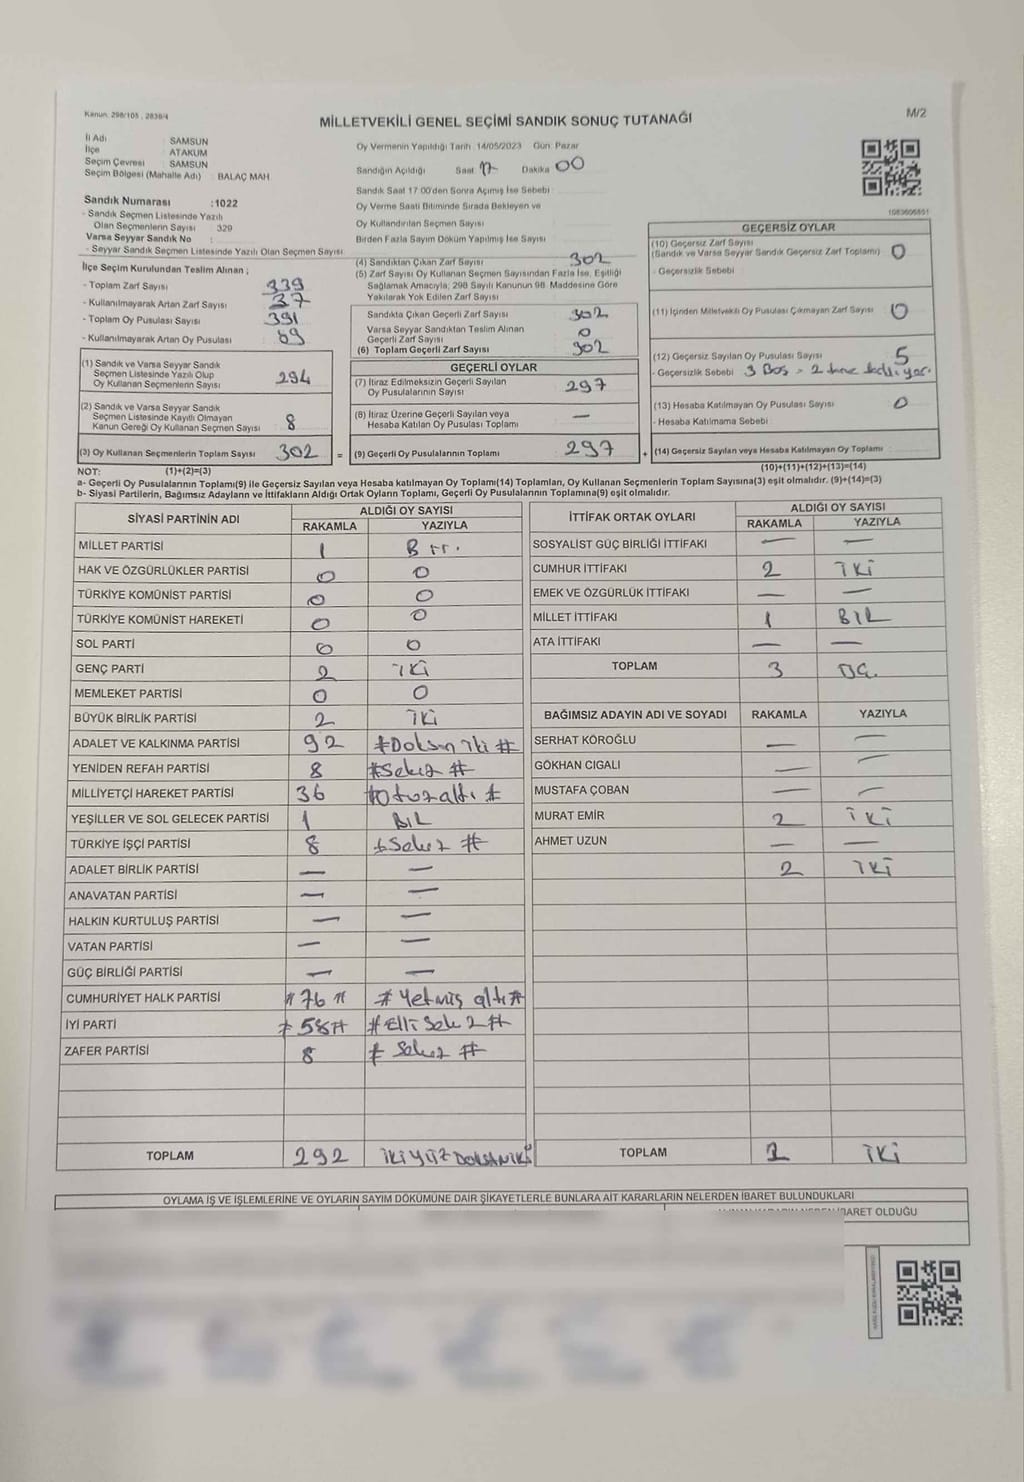 Kanun: 298/105 , 2839/4
MİLLETVEKİLİ GENEL SEÇİMİ SANDIK SONUÇ TUTANAĞI
M/2
İl Adı SAMSUN
İlçe ATAKUM
Seçim Çevresi SAMSUN
Seçim Bölgesi (Mahalle Adı) : BALAÇ MAH.
Sandık Numarası :1022
- Sandık Seçmen Listesinde Yazılı
Olan Seçmenlerin Sayısı : 329
Varsa Seyyar Sandık No
- Seyyar Sandık Seçmen Listesinde Yazılı Olan Seçmen Sayısı
İlçe Seçim Kurulundan Teslim Alınan ;
- Toplam Zarf Sayısı 339
- Kullanılmayarak Artan Zarf Sayısı 37
- Toplam Oy Pusulası Sayısı 391
- Kullanılmayarak Artan Oy Pusulası 89
(1) Sandık ve Varsa Seyyar Sandık
Seçmen Listesinde Yazılı Olup
Oy Kullanan Seçmenlerin Sayısı 294
(2) Sandık ve Varsa Seyyar Sandık
Seçmen Listesinde Kayıtlı Olmayan
Kanun Gereği Oy Kullanan Seçmen Sayısı 8
(3) Oy Kullanan Seçmenlerin Toplam Sayısı 302 =
Oy Vermenin Yapıldığı Tarih : 14/05/2023 Gün: Pazar
Sandığın Açıldığı Saat 17 Dakika 00
Sandık Saat 17:00'den Sonra Açılmış İse Sebebi
Oy Verme Saati Bitiminde Sırada Bekleyen ve
Oy Kullandırılan Seçmen Sayısı
Birden Fazla Sayım Döküm Yapılmış İse Sayısı
(4) Sandıktan Çıkan Zarf Sayısı 302
(5) Zarf Sayısı Oy Kullanan Seçmen Sayısından Fazla İse, Eşitliği
Sağlamak Amacıyla; 298 Sayılı Kanunun 98. Maddesine Göre
Yakılarak Yok Edilen Zarf Sayısı
Sandıkta Çıkan Geçerli Zarf Sayısı 302
Varsa Seyyar Sandıktan Teslim Alınan
Geçerli Zarf Sayısı 0
(6) Toplam Geçerli Zarf Sayısı 302
GEÇERLİ OYLAR
(7) İtiraz Edilmeksizin Geçerli Sayılan
Oy Pusulalarının Sayısı 297
(8) İtiraz Üzerine Geçerli Sayılan veya
Hesaba Katılan Oy Pusulası Toplamı —
(9) Geçerli Oy Pusulalarının Toplamı 297 +
1083606851
GEÇERSİZ OYLAR
(10) Geçersiz Zarf Sayısı
(Sandık ve Varsa Seyyar Sandık Geçersiz Zarf Toplamı) 0
- Geçersizlik Sebebi
(11) İçinden Milletvekili Oy Pusulası Çıkmayan Zarf Sayısı 0
(12) Geçersiz Sayılan Oy Pusulası Sayısı 5
- Geçersizlik Sebebi 3 Boş - 2 tane
(13) Hesaba Katılmayan Oy Pusulası Sayısı 0
- Hesaba Katılmama Sebebi
(14) Geçersiz Sayılan veya Hesaba Katılmayan Oy Toplamı
NOT: (1)+(2)=(3) (10)+(11)+(12)+(13)=(14)
a- Geçerli Oy Pusulalarının Toplamı(9) ile Geçersiz Sayılan veya Hesaba katılmayan Oy Toplamı(14) Toplamları, Oy Kullanan Seçmenlerin Toplam Sayısına(3) eşit olmalıdır. (9)+(14)=(3)
b- Siyasi Partilerin, Bağımsız Adayların ve İttifakların Aldığı Ortak Oyların Toplamı, Geçerli Oy Pusulalarının Toplamına(9) eşit olmalıdır.
SİYASİ PARTİNİN ADI ALDIĞI OY SAYISI
RAKAMLA YAZIYLA
MİLLET PARTİSİ 1 Bir.
HAK VE ÖZGÜRLÜKLER PARTİSİ 0 0
TÜRKİYE KOMÜNİST PARTİSİ 0 0
TÜRKİYE KOMÜNİST HAREKETİ 0 0
SOL PARTİ 0 0
GENÇ PARTİ 2 İKİ
MEMLEKET PARTİSİ 0 0
BÜYÜK BİRLİK PARTİSİ 2 İKİ
ADALET VE KALKINMA PARTİSİ 92 #Doksan iki #
YENİDEN REFAH PARTİSİ 8 #Sekiz #
MİLLİYETÇİ HAREKET PARTİSİ 36 #Otuzaltı #
YEŞİLLER VE SOL GELECEK PARTİSİ 1 BİR
TÜRKİYE İŞÇİ PARTİSİ 8 #Sekiz #
ADALET BİRLİK PARTİSİ — —
ANAVATAN PARTİSİ — —
HALKIN KURTULUŞ PARTİSİ — —
VATAN PARTİSİ — —
GÜÇ BİRLİĞİ PARTİSİ — —
CUMHURİYET HALK PARTİSİ #76# #Yetmiş altı#
İYİ PARTİ #58# #Elli Sekiz#
ZAFER PARTİSİ 8 # Sekiz #
TOPLAM 292 İKİYÜZDOKSANİKİ
İTTİFAK ORTAK OYLARI ALDIĞI OY SAYISI
RAKAMLA YAZIYLA
SOSYALİST GÜÇ BİRLİĞİ İTTİFAKI — —
CUMHUR İTTİFAKI 2 İKİ
EMEK VE ÖZGÜRLÜK İTTİFAKI — —
MİLLET İTTİFAKI 1 BİR
ATA İTTİFAKI — —
TOPLAM 3 ÜÇ.
BAĞIMSIZ ADAYIN ADI VE SOYADI RAKAMLA YAZIYLA
SERHAT KÖROĞLU — —
GÖKHAN CIGALI — —
MUSTAFA ÇOBAN — —
MURAT EMİR 2 İKİ
AHMET UZUN — —
2 İKİ
TOPLAM 2 İKİ
OYLAMA İŞ VE İŞLEMLERİNE VE OYLARIN SAYIM DÖKÜMÜNE DAİR ŞİKAYETLERLE BUNLARA AİT KARARLARIN NELERDEN İBARET BULUNDUKLARI
İBARET OLDUĞU